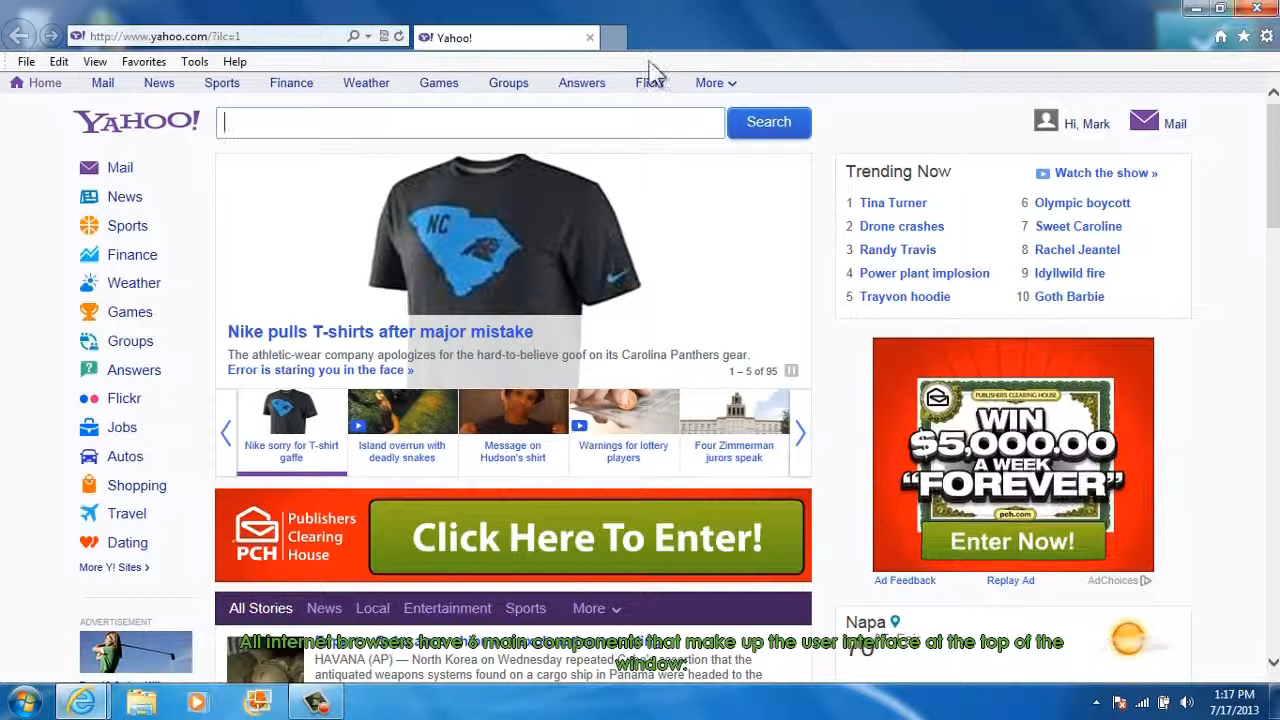 http://www.yahoo.com/?ilc=1
Yahoo!
File Edit View Favorites Tools Help
Home Mail News Sports Finance Weather Games Groups Answers Flickr More
YAHOO!
Search
Hi, Mark
Mail
Mail
News
Sports
Finance
Weather
Games
Groups
Answers
Flickr
Jobs
Autos
Shopping
Travel
Dating
More Y! Sites >
ADVERTISEMENT
NC
Nike pulls T-shirts after major mistake
The athletic-wear company apologizes for the hard-to-believe goof on its Carolina Panthers gear.
Error is staring you in the face »
1 – 5 of 95
Nike sorry for T-shirt
gaffe
Island overrun with
deadly snakes
Message on
Hudson's shirt
Warnings for lottery
players
Four Zimmerman
jurors speak
PCH
Publishers
Clearing
House
Click Here To Enter!
All Stories News Local Entertainment Sports More
All internet browsers have 6 main components that make up the user interface at the top of the
window:
HAVANA (AP) — North Korea on Wednesday repeated
antiquated weapons systems found on a cargo ship in Panama were headed to the
Trending Now
Watch the show »
1 Tina Turner
2 Drone crashes
3 Randy Travis
4 Power plant implosion
5 Trayvon hoodie
6 Olympic boycott
7 Sweet Caroline
8 Rachel Jeantel
9 Idyllwild fire
10 Goth Barbie
PUBLISHERS CLEARING HOUSE
WIN
$5,000.00
A WEEK
“FOREVER”
pch.com
Enter Now!
Ad Feedback
Replay Ad
AdChoices
Napa
1:17 PM
7/17/2013